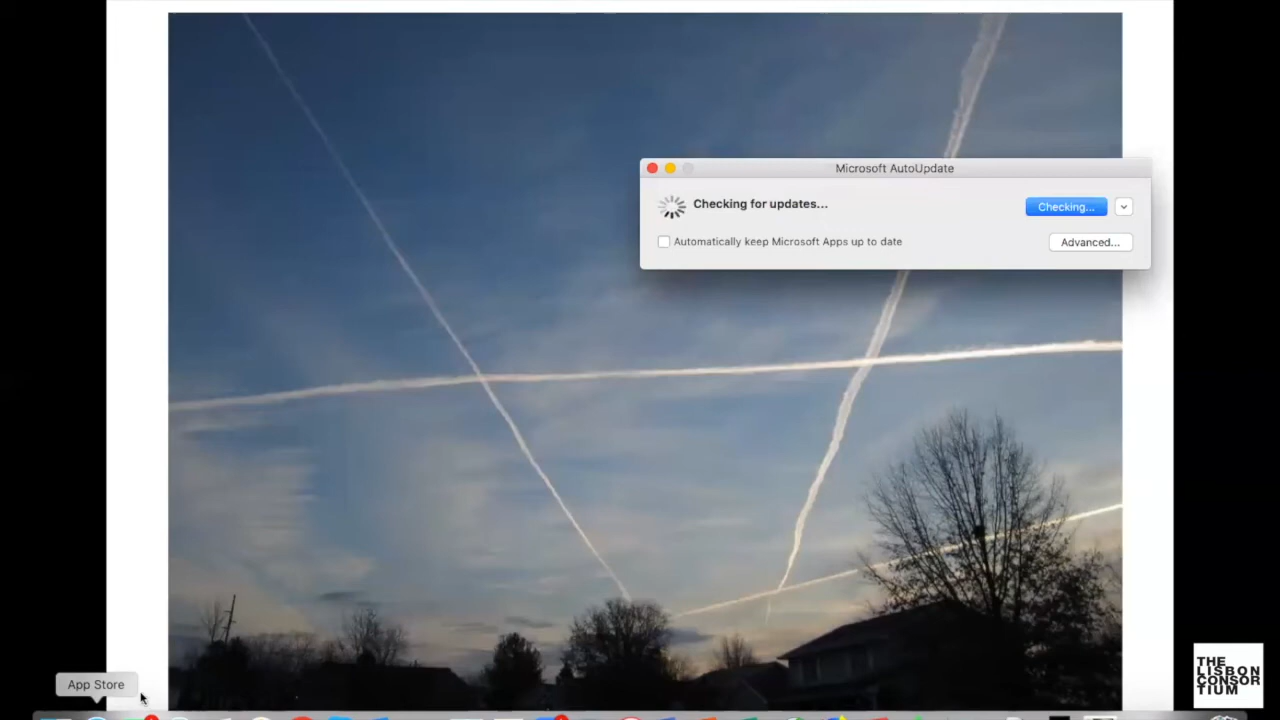 Microsoft AutoUpdate
Checking for updates...
Checking...
Automatically keep Microsoft Apps up to date
Advanced...
THE
LISBON
CONSOR
TIUM
App Store